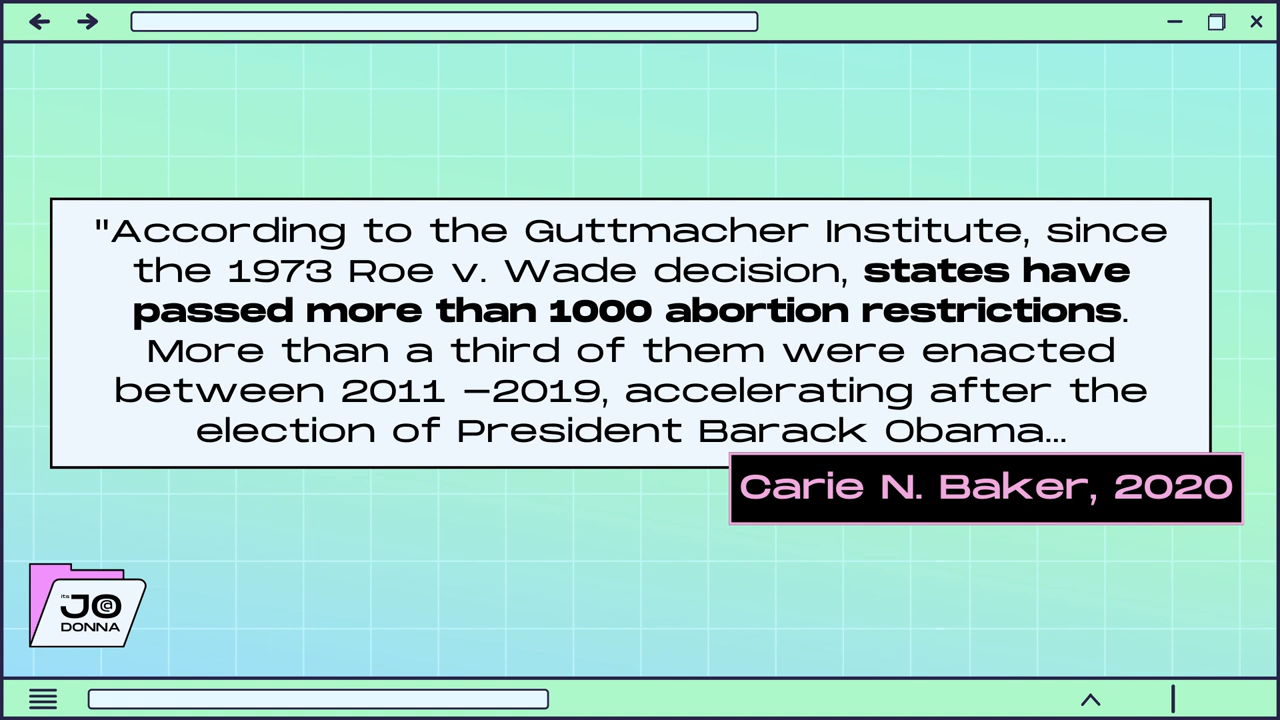 "According to the Guttmacher Institute, since
the 1973 Roe v. Wade decision, states have
passed more than 1000 abortion restrictions.
More than a third of them were enacted
between 2011 –2019, accelerating after the
election of President Barack Obama...
Carie N. Baker, 2020
its
JO@
DONNA